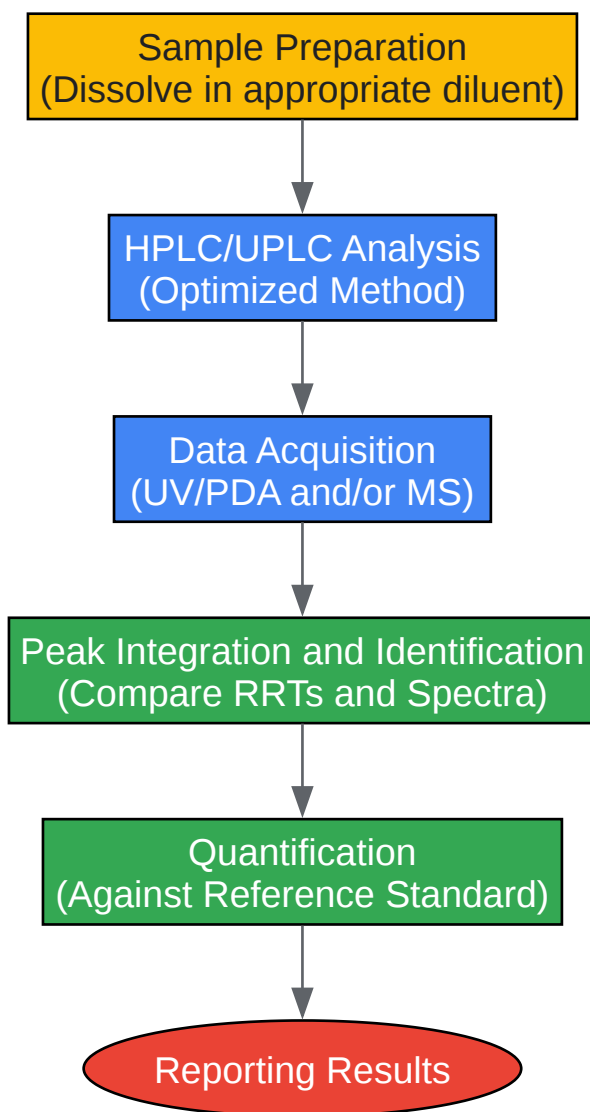 Sample Preparation
(Dissolve in appropriate diluent)
HPLC/UPLC Analysis
(Optimized Method)
Data Acquisition
(UV/PDA and/or MS)
Peak Integration and Identification
(Compare RRTs and Spectra)
Quantification
(Against Reference Standard)
Reporting Results